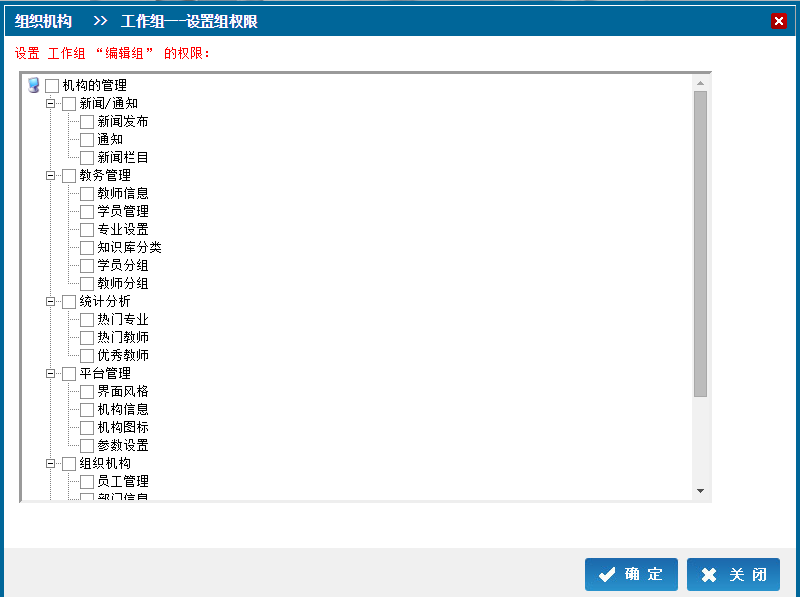 组织机构 >> 工作组——设置组权限
设置 工作组 “编辑组” 的权限：
机构的管理
新闻/通知
新闻发布
通知
新闻栏目
教务管理
教师信息
学员管理
专业设置
知识库分类
学员分组
教师分组
统计分析
热门专业
热门教师
优秀教师
平台管理
界面风格
机构信息
机构图标
参数设置
组织机构
员工管理
部门信息
确 定
关 闭